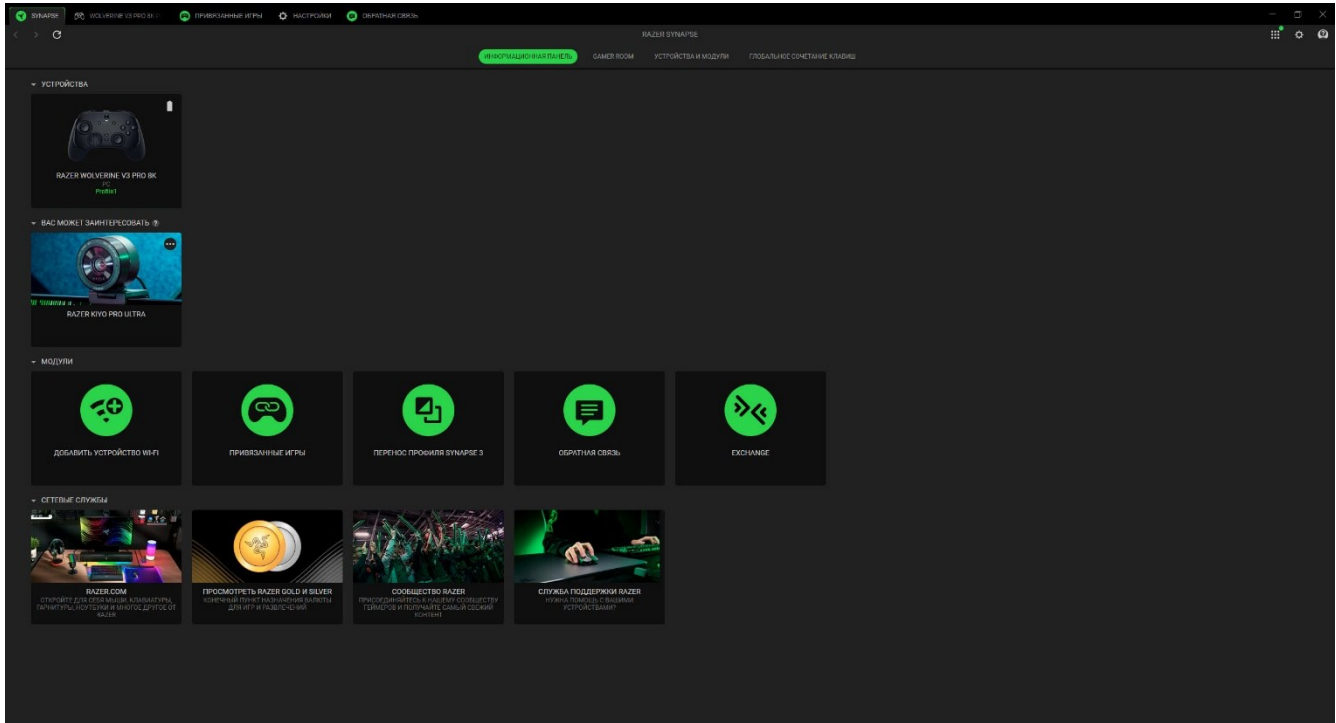 SYNAPSE
WOLVERINE V3 PRO 8K
ПРИВЯЗАННЫЕ ИГРЫ
НАСТРОЙКИ
ОБРАТНАЯ СВЯЗЬ
RAZER SYNAPSE
ИНФОРМАЦИОННАЯ ПАНЕЛЬ
GAMER ROOM
УСТРОЙСТВА И МОДУЛИ
ГЛОБАЛЬНОЕ СОЧЕТАНИЕ КЛАВИШ
УСТРОЙСТВА
RAZER WOLVERINE V3 PRO 8K
PC
Profile1
ВАС МОЖЕТ ЗАИНТЕРЕСОВАТЬ
RAZER KIYO PRO ULTRA
МОДУЛИ
ДОБАВИТЬ УСТРОЙСТВО WI-FI
ПРИВЯЗАННЫЕ ИГРЫ
ПЕРЕНОС ПРОФИЛЯ SYNAPSE 3
ОБРАТНАЯ СВЯЗЬ
EXCHANGE
СЕТЕВЫЕ СЛУЖБЫ
RAZER.COM
ОТКРОЙТЕ ДЛЯ СЕБЯ МЫШИ, КЛАВИАТУРЫ,
ГАРНИТУРЫ, НОУТБУКИ И МНОГОЕ ДРУГОЕ ОТ
RAZER
ПРОСМОТРЕТЬ RAZER GOLD И SILVER
КОНЕЧНЫЙ ПУНКТ НАЗНАЧЕНИЯ ВАЛЮТЫ
ДЛЯ ИГР И РАЗВЛЕЧЕНИЙ
СООБЩЕСТВО RAZER
ПРИСОЕДИНЯЙТЕСЬ К НАШЕМУ СООБЩЕСТВУ
ГЕЙМЕРОВ И ПОЛУЧАЙТЕ САМЫЙ СВЕЖИЙ
КОНТЕНТ
СЛУЖБА ПОДДЕРЖКИ RAZER
НУЖНА ПОМОЩЬ С ВАШИМИ
УСТРОЙСТВАМИ?